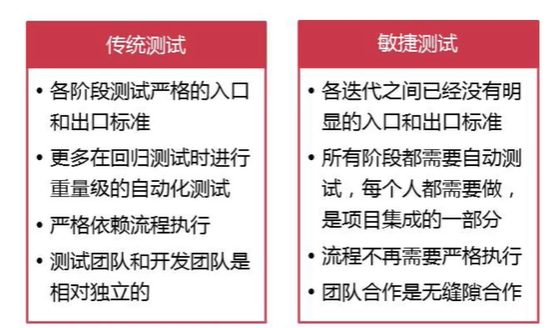 传统测试
• 各阶段测试严格的入口
和出口标准
• 更多在回归测试时进行
重量级的自动化测试
• 严格依赖流程执行
• 测试团队和开发团队是
相对独立的
敏捷测试
• 各迭代之间已经没有明
显的入口和出口标准
• 所有阶段都需要自动测
试，每个人都需要做，
是项目集成的一部分
• 流程不再需要严格执行
• 团队合作是无缝隙合作